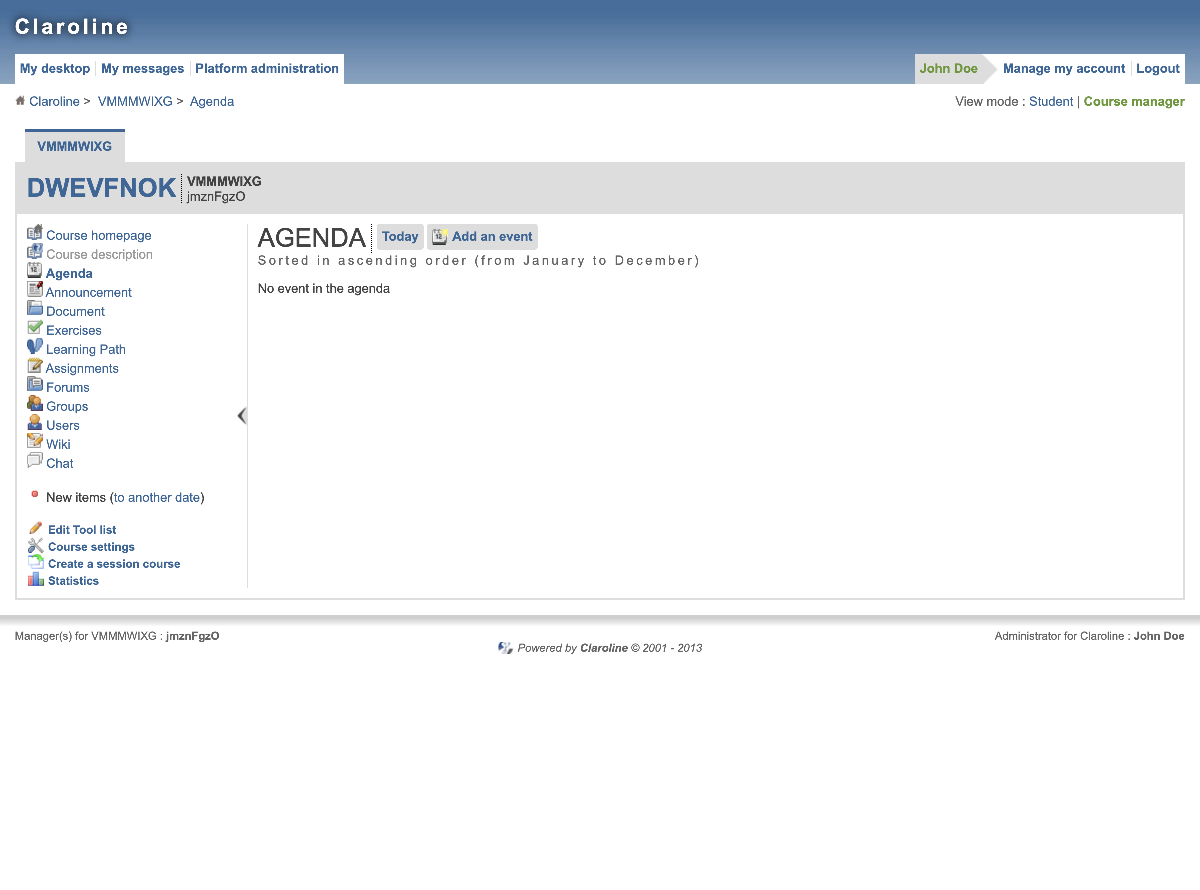 Claroline
My desktop My messages Platform administration John Doe Manage my account Logout
Claroline > VMMMWIXG > Agenda View mode : Student | Course manager
VMMMWIXG
DWEVFNOK VMMMWIXG
jmznFgzO
Course homepage
Course description
Agenda
Announcement
Document
Exercises
Learning Path
Assignments
Forums
Groups
Users
Wiki
Chat
New items (to another date)
Edit Tool list
Course settings
Create a session course
Statistics
AGENDA Today Add an event
Sorted in ascending order (from January to December)
No event in the agenda
Manager(s) for VMMMWIXG : jmznFgzO
Powered by Claroline © 2001 - 2013
Administrator for Claroline : John Doe